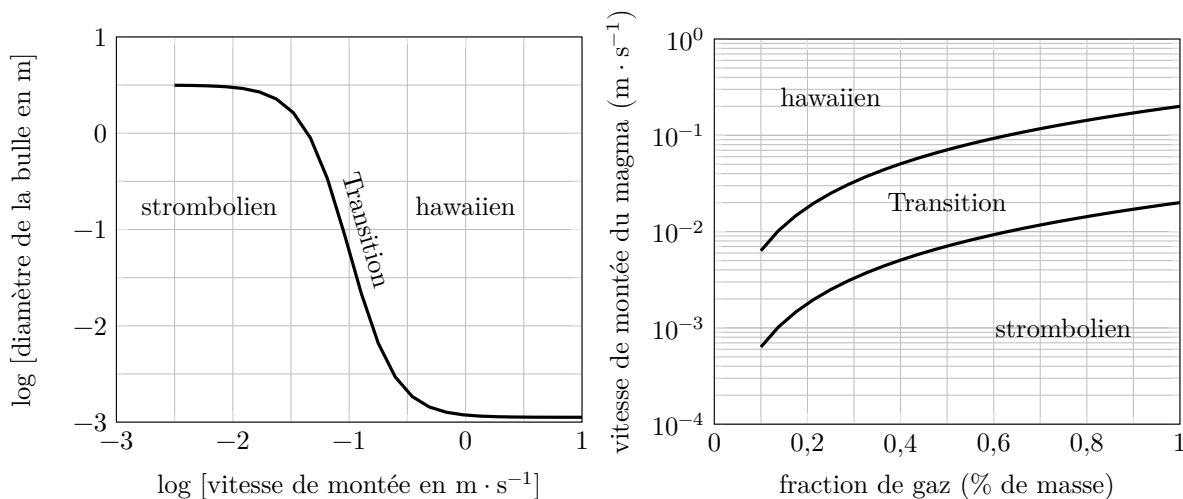 log [diamètre de la bulle en m]
1
0
−1
−2
−3
−3
−2
−1
0
1
strombolien
Transition
hawaiien
log [vitesse de montée en m · s⁻¹]
vitesse de montée du magma (m · s⁻¹)
10⁰
10⁻¹
10⁻²
10⁻³
10⁻⁴
0
0,2
0,4
0,6
0,8
1
hawaiien
Transition
strombolien
fraction de gaz (% de masse)